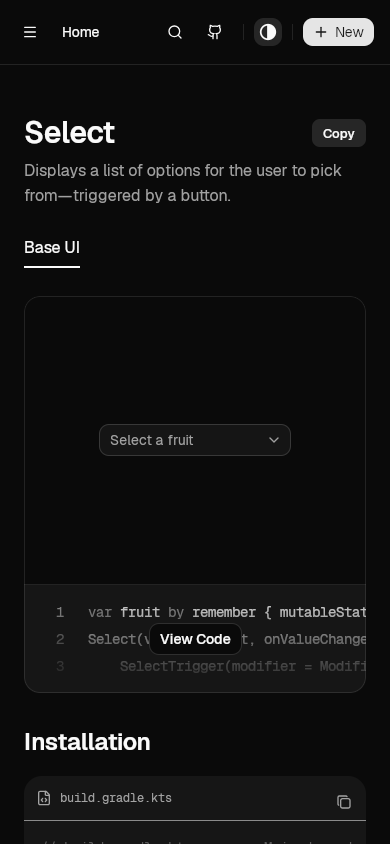 Home
New
Select
Copy
Displays a list of options for the user to pick
from—triggered by a button.
Base UI
Select a fruit
1 var fruit by remember { mutableStat
2 Select(v t, onValueChange
View Code
3 SelectTrigger(modifier = Modifi
Installation
build.gradle.kts